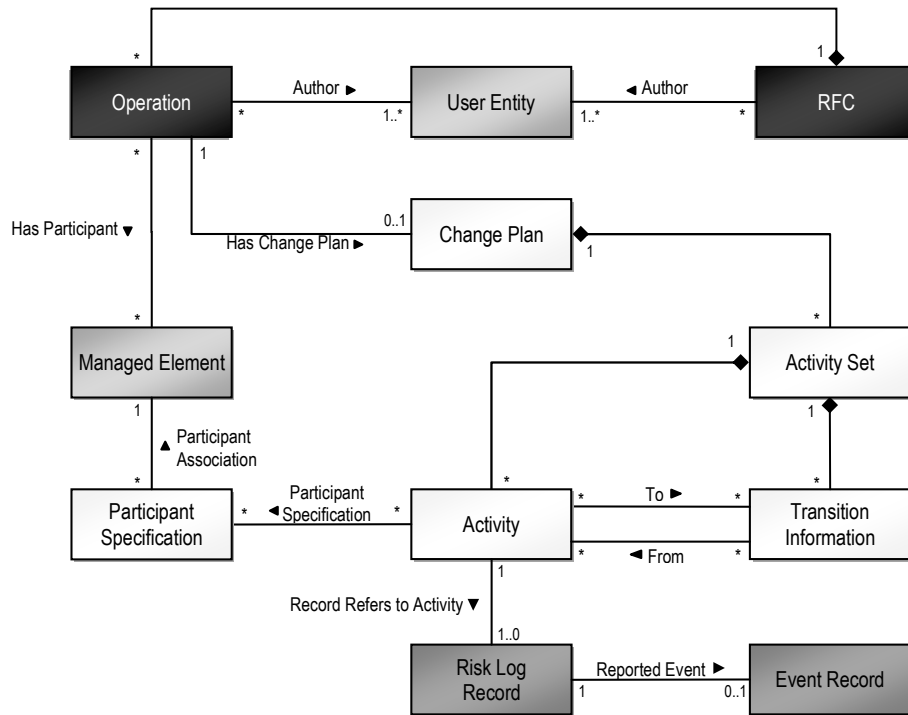 *
1
Operation
Author ►
User Entity
◄ Author
RFC
*
1..*
1..*
*
*
1
Has Participant ▼
0..1
Has Change Plan ►
Change Plan
1
*
*
Managed Element
1
Activity Set
1
1
▲ Participant
Association
*
Participant
Specification
*
◄ Participant
Specification
*
*
Activity
*
To ►
*
*
Transition
Information
*
◄ From
*
1
Record Refers to Activity ▼
1..0
Risk Log
Record
Reported Event ►
1
0..1
Event Record